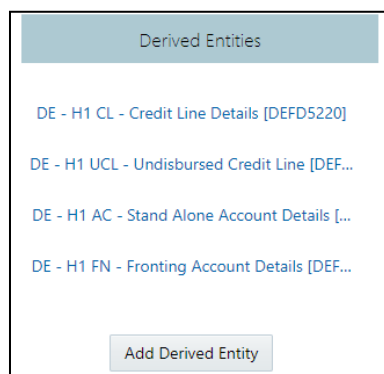 Derived Entities
DE - H1 CL - Credit Line Details [DEFD5220]
DE - H1 UCL - Undisbursed Credit Line [DEF...
DE - H1 AC - Stand Alone Account Details [...
DE - H1 FN - Fronting Account Details [DEF...
Add Derived Entity